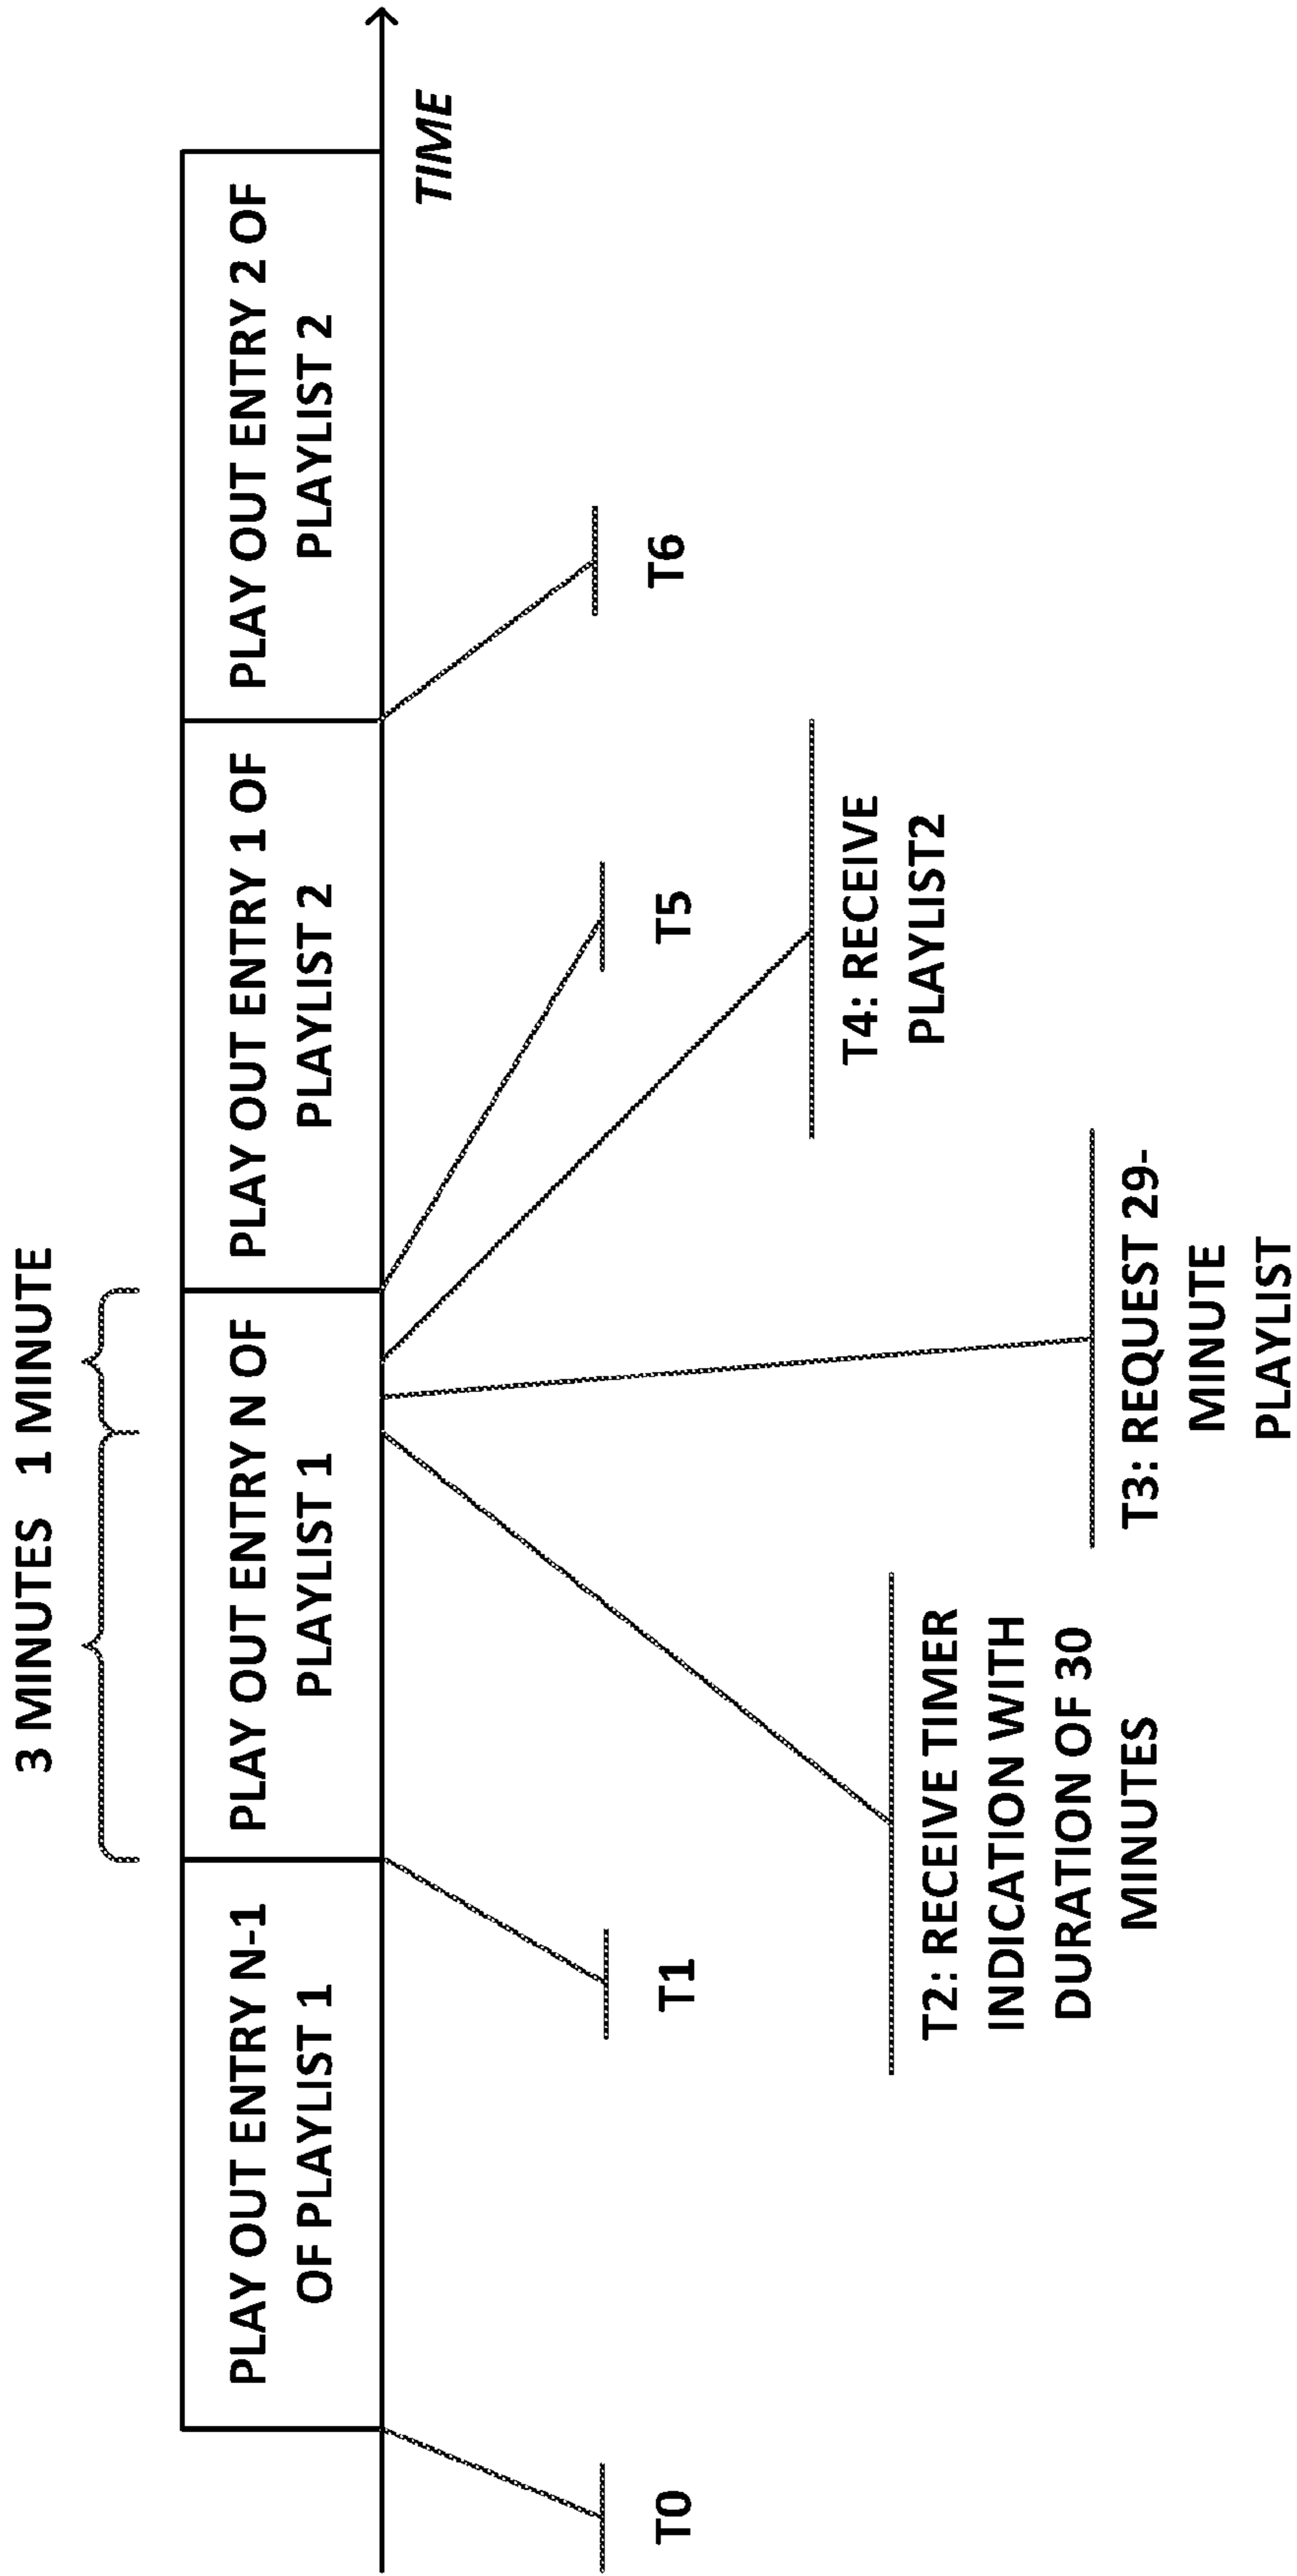 3 MINUTES 1 MINUTE
PLAY OUT ENTRY N-1
OF PLAYLIST 1
PLAY OUT ENTRY N OF
PLAYLIST 1
PLAY OUT ENTRY 1 OF
PLAYLIST 2
PLAY OUT ENTRY 2 OF
PLAYLIST 2
TIME
T0
T1
T2: RECEIVE TIMER
INDICATION WITH
DURATION OF 30
MINUTES
T3: REQUEST 29-
MINUTE
PLAYLIST
T4: RECEIVE
PLAYLIST2
T5
T6